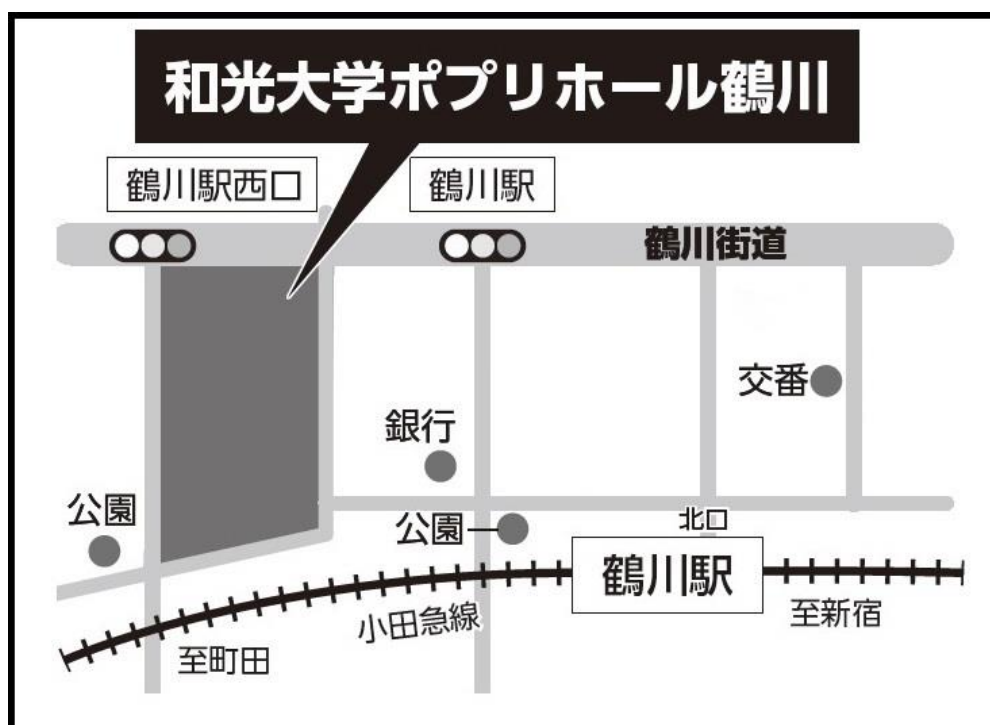 和光大学ポプリホール鶴川
鶴川駅西口
鶴川駅
鶴川街道
交番
銀行
公園
公園
北口
鶴川駅
小田急線
至新宿
至町田